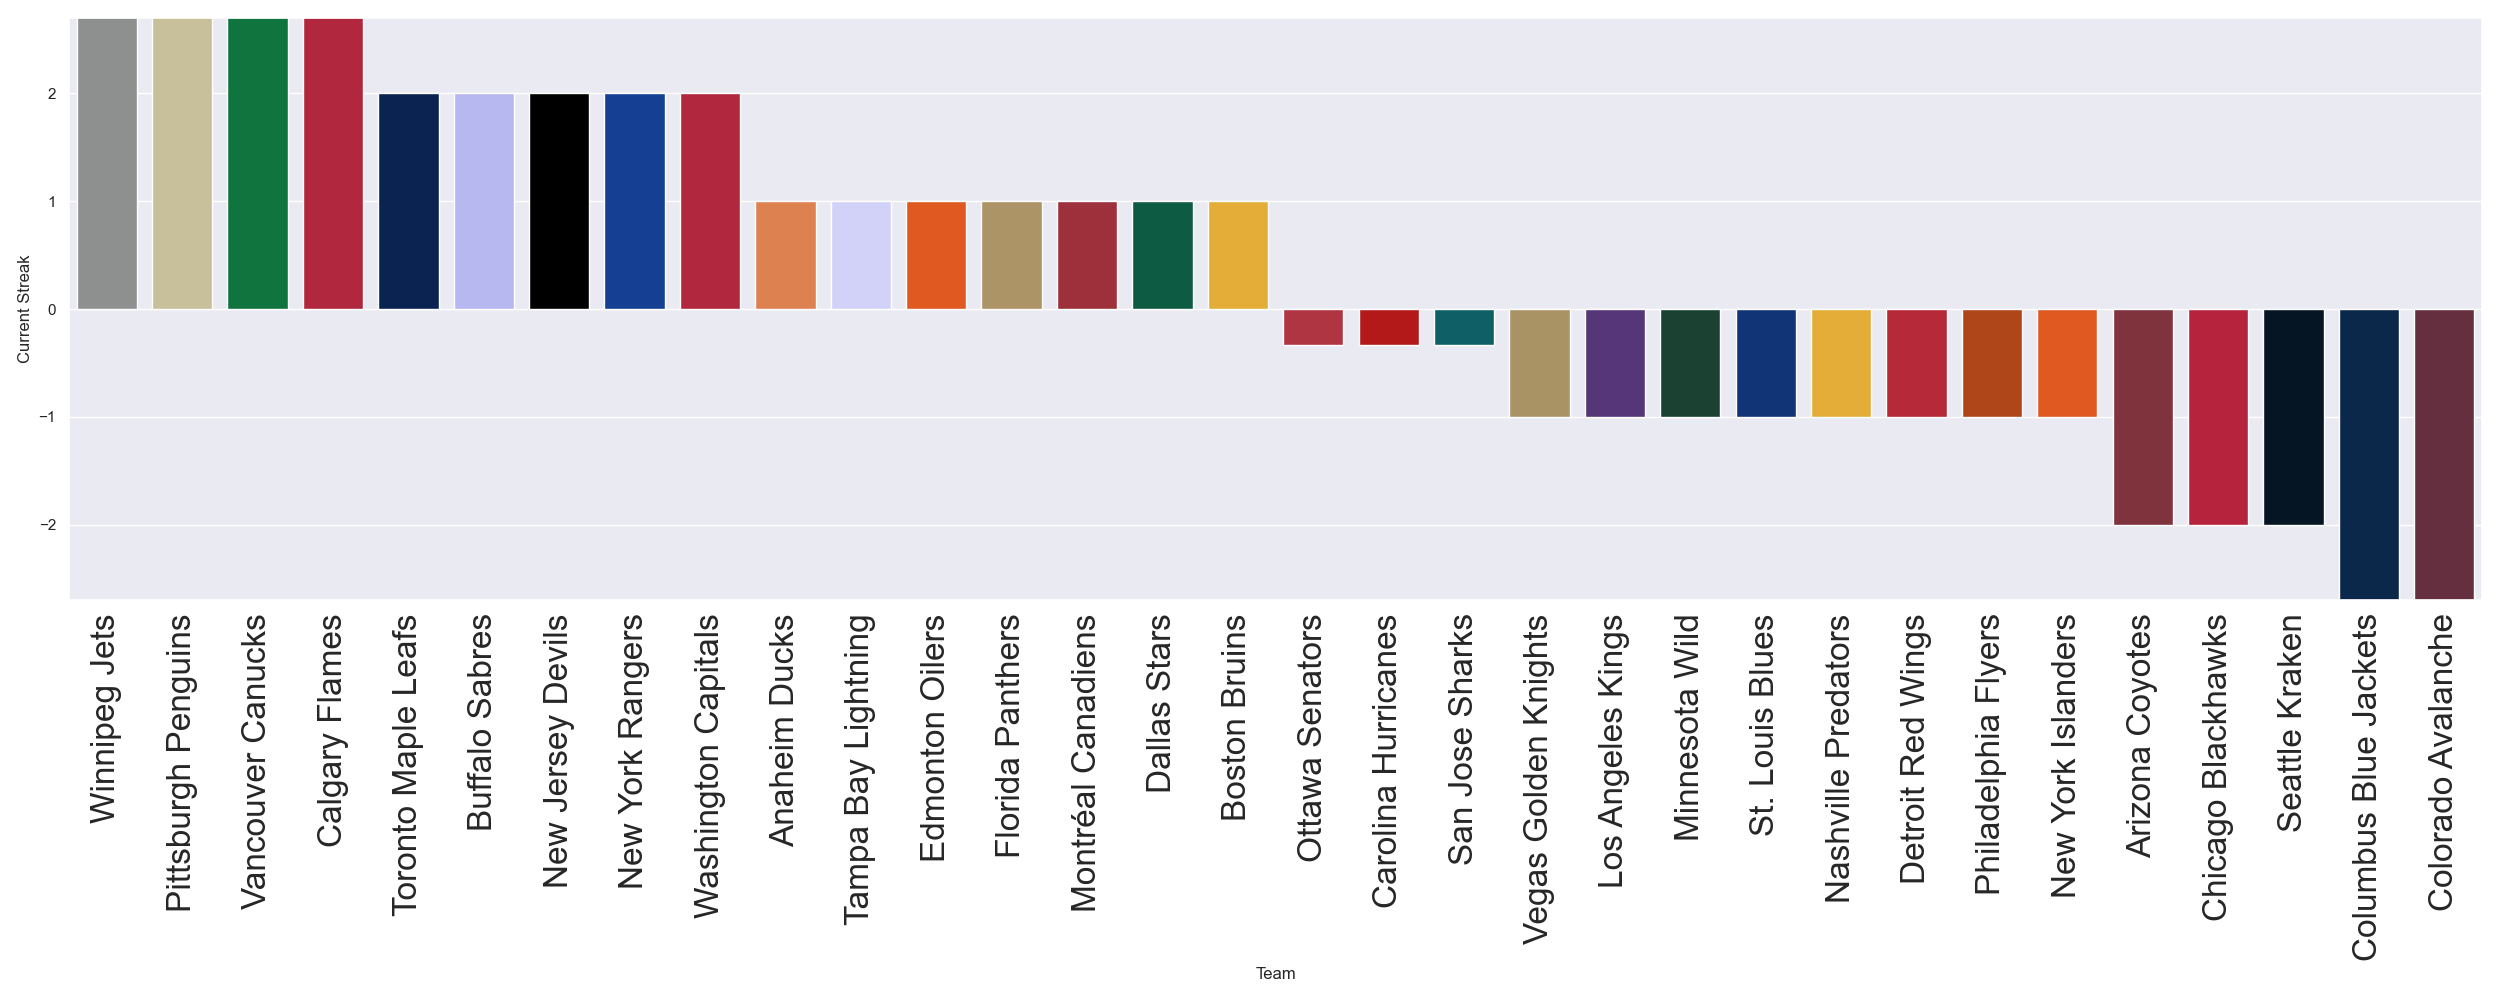 2
1
0
−1
−2
Current Streak
Winnipeg Jets
Pittsburgh Penguins
Vancouver Canucks
Calgary Flames
Toronto Maple Leafs
Buffalo Sabres
New Jersey Devils
New York Rangers
Washington Capitals
Anaheim Ducks
Tampa Bay Lightning
Edmonton Oilers
Florida Panthers
Montréal Canadiens
Dallas Stars
Boston Bruins
Ottawa Senators
Carolina Hurricanes
San Jose Sharks
Vegas Golden Knights
Los Angeles Kings
Minnesota Wild
St. Louis Blues
Nashville Predators
Detroit Red Wings
Philadelphia Flyers
New York Islanders
Arizona Coyotes
Chicago Blackhawks
Seattle Kraken
Columbus Blue Jackets
Colorado Avalanche
Team